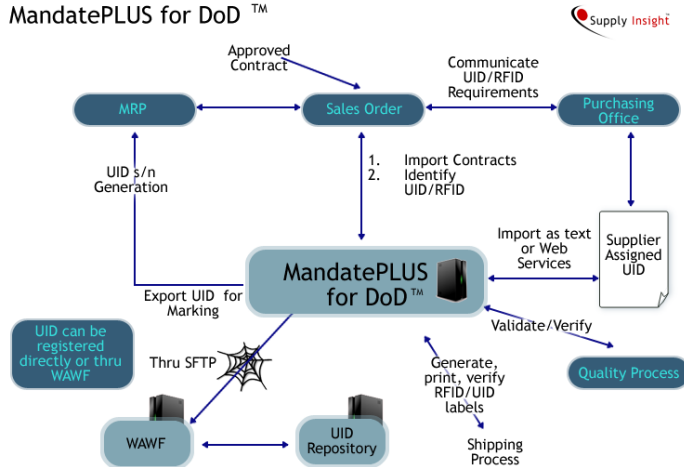 MandatePLUS for DoD ™
Supply Insight™
Approved
Contract
Communicate
UID/RFID
Requirements
MRP
Sales Order
Purchasing
Office
UID s/n
Generation
1. Import Contracts
2. Identify
UID/RFID
Import as text
or Web
Services
Supplier
Assigned
UID
MandatePLUS
for DoD™
Export UID for
Marking
Validate/Verify
UID can be
registered
directly or thru
WAWF
Thru SFTP
Generate,
print, verify
RFID/UID
labels
Quality Process
WAWF
UID
Repository
Shipping
Process